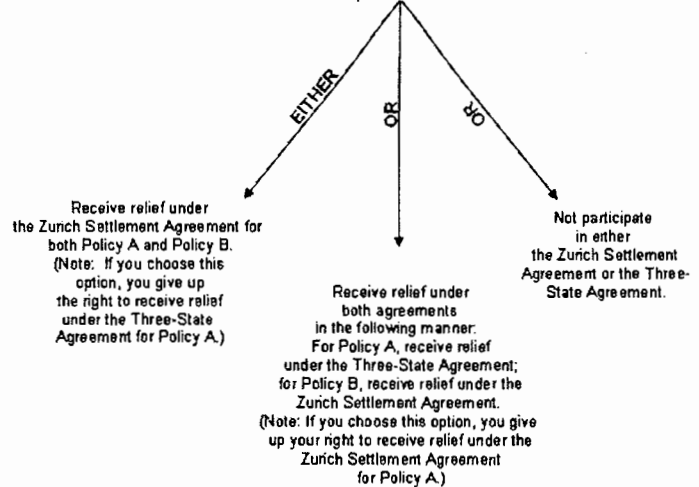 EITHER
OR
OR
Receive relief under
the Zurich Settlement Agreement for
both Policy A and Policy B.
(Note: If you choose this
option, you give up
the right to receive relief
under the Three-State
Agreement for Policy A.)
Receive relief under
both agreements
in the following manner:
For Policy A, receive relief
under the Three-State Agreement;
for Policy B, receive relief under the
Zurich Settlement Agreement.
(Note: If you choose this option, you give
up your right to receive relief under the
Zurich Settlement Agreement
for Policy A.)
Not participate
in either
the Zurich Settlement
Agreement or the Three-
State Agreement.